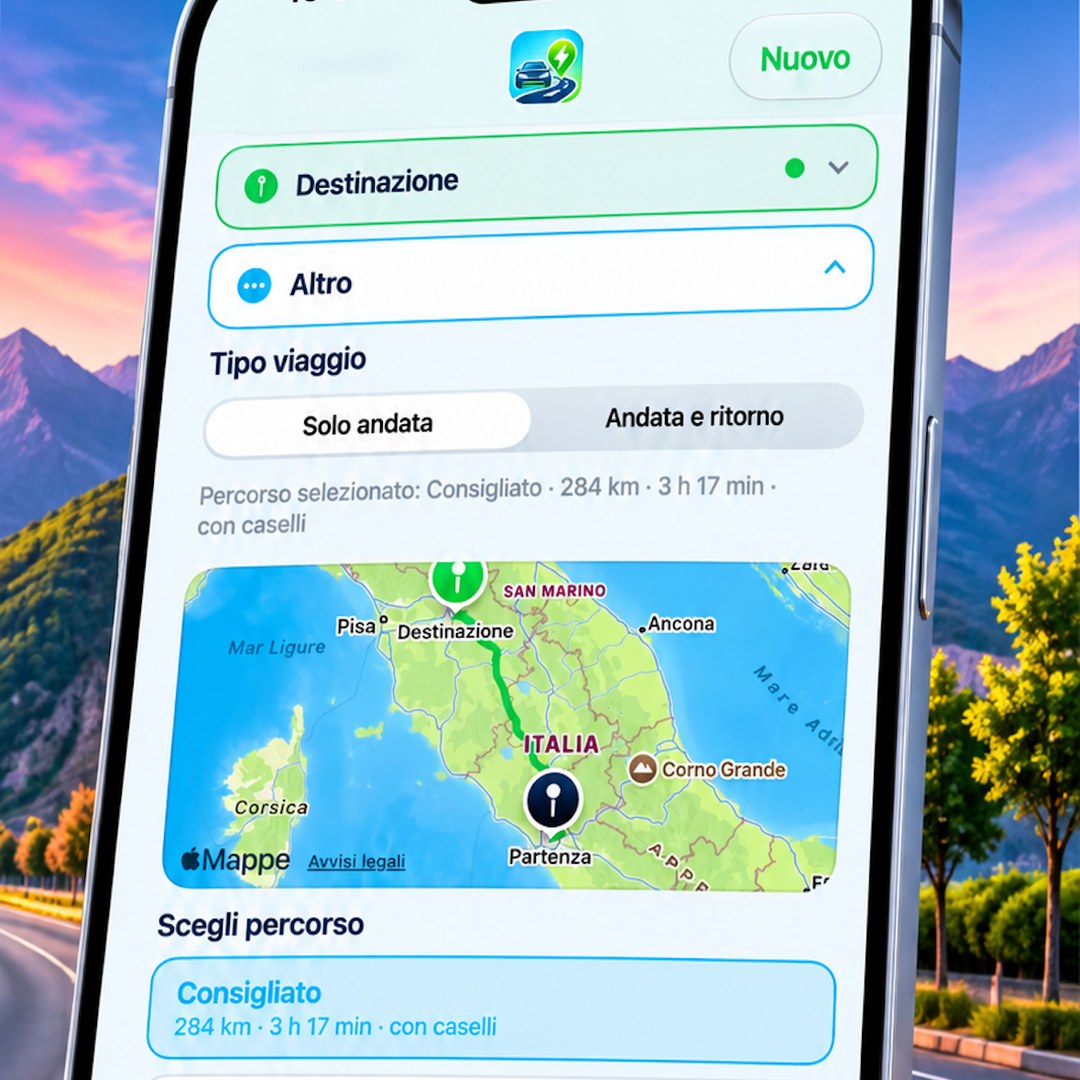 Nuovo
Destinazione
Altro
Tipo viaggio
Solo andata
Andata e ritorno
Percorso selezionato: Consigliato · 284 km · 3 h 17 min ·
con caselli
SAN MARINO
Pisa
Destinazione
Ancona
Mar Ligure
Mare
ITALIA
Corno Grande
Corsica
Mappe
Avvisi legali
Partenza
Scegli percorso
Consigliato
284 km · 3 h 17 min · con caselli